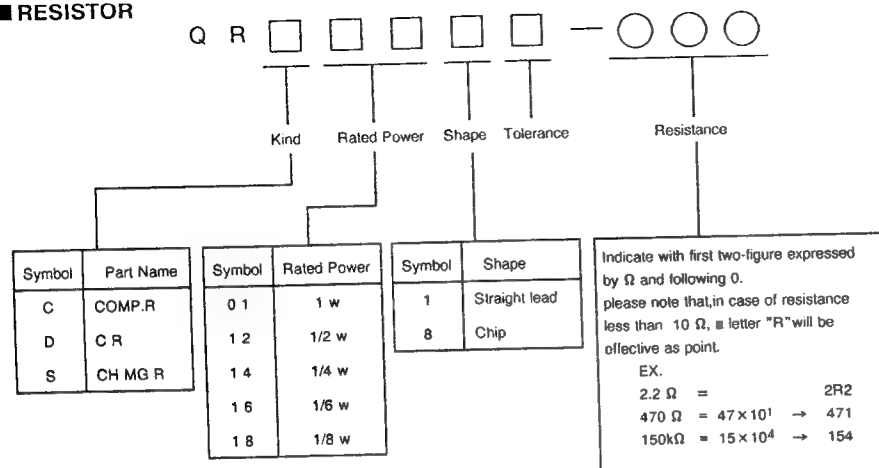 ■ RESISTOR
Q R □ □ □ □ □ — ○ ○ ○
Kind Rated Power Shape Tolerance Resistance
Symbol Part Name
C COMP.R
D C R
S CH MG R
Symbol Rated Power
0 1 1 w
1 2 1/2 w
1 4 1/4 w
1 6 1/6 w
1 8 1/8 w
Symbol Shape
1 Straight lead
8 Chip
Indicate with first two-figure expressed
by Ω and following 0.
please note that,in case of resistance
less than 10 Ω, letter "R"will be
effective as point.
EX.
2.2 Ω = 2R2
470 Ω = 47×10¹ → 471
150kΩ = 15×10⁴ → 154